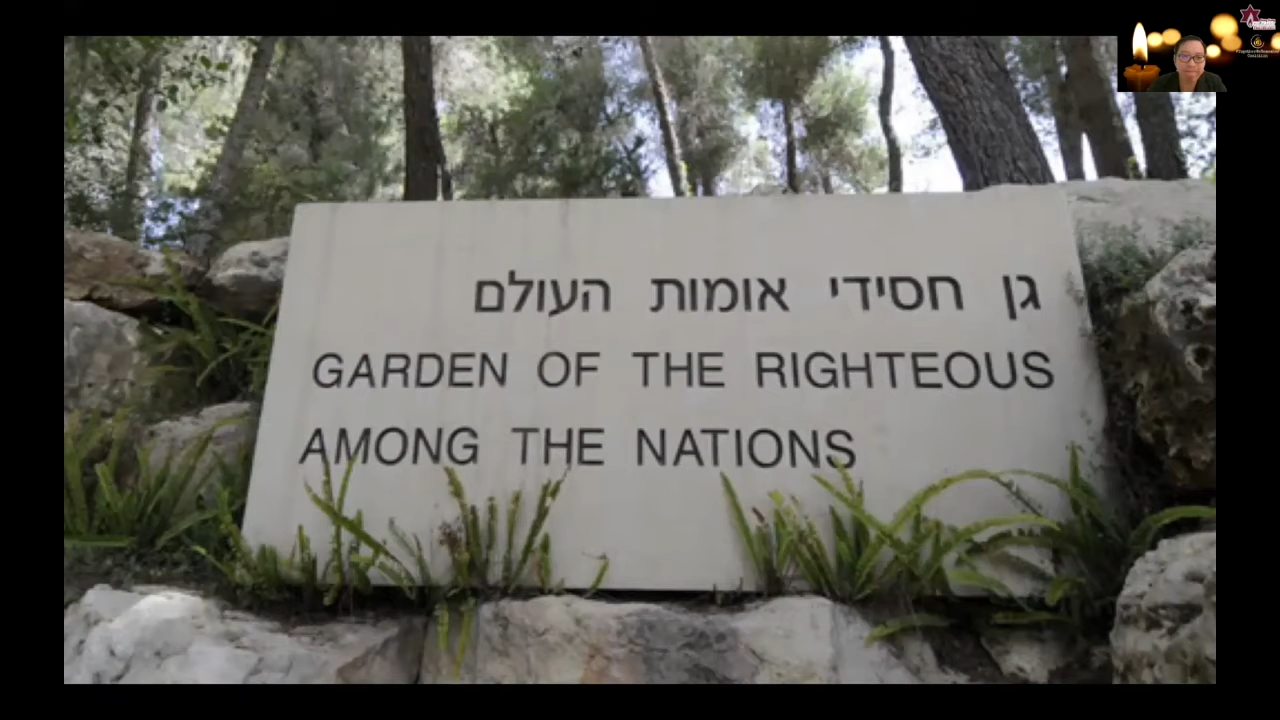 גן חסידי אומות העולם
GARDEN OF THE RIGHTEOUS
AMONG THE NATIONS